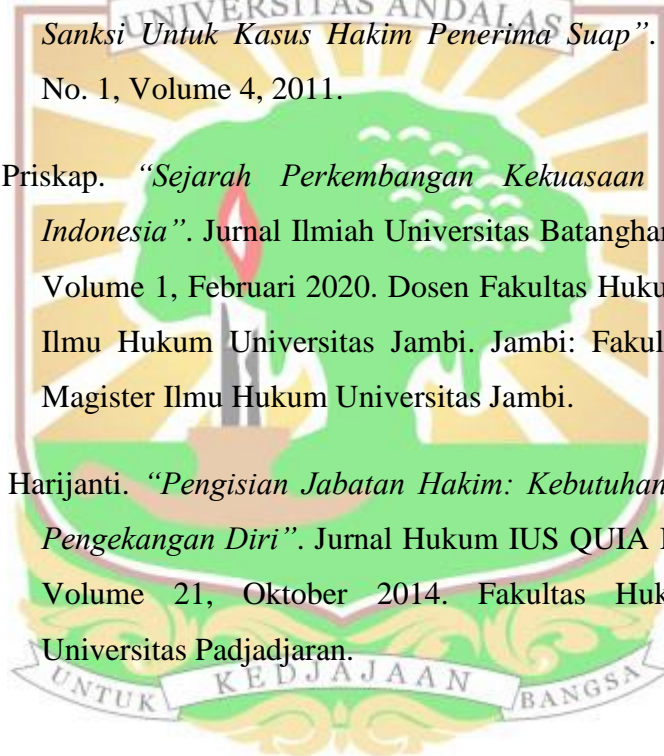 UNIVERSITAS ANDALAS
Sanksi Untuk Kasus Hakim Penerima Suap”.
No. 1, Volume 4, 2011.
Priskap. “Sejarah Perkembangan Kekuasaan
Indonesia”. Jurnal Ilmiah Universitas Batanghar
Volume 1, Februari 2020. Dosen Fakultas Huku
Ilmu Hukum Universitas Jambi. Jambi: Fakul
Magister Ilmu Hukum Universitas Jambi.
Harijanti. “Pengisian Jabatan Hakim: Kebutuhan
Pengekangan Diri”. Jurnal Hukum IUS QUIA
Volume 21, Oktober 2014. Fakultas Huk
Universitas Padjadjaran.
UNTUK KEDJAJAAN BANGSA